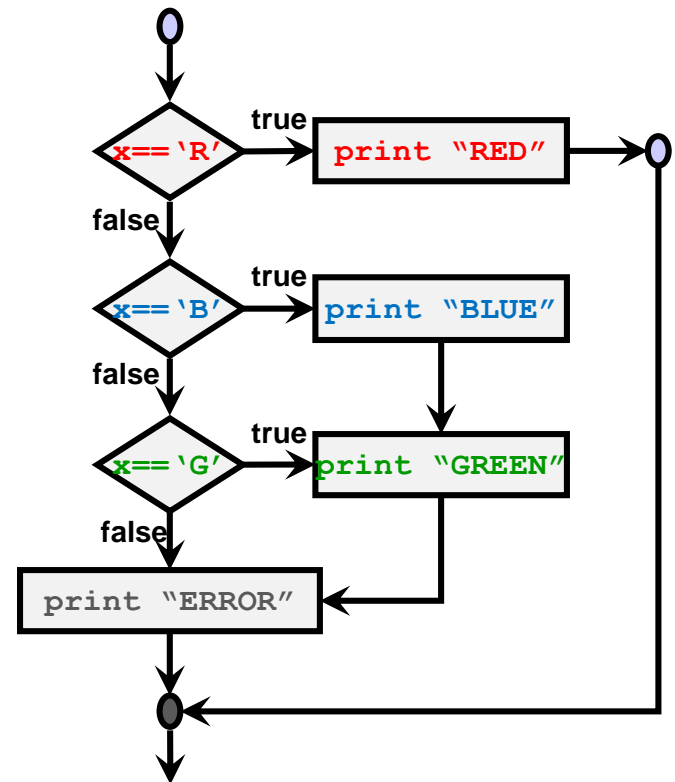 true
x==‘R’
print “RED”
false
true
x==‘B’
print “BLUE”
false
true
x==‘G’
print “GREEN”
false
print “ERROR”